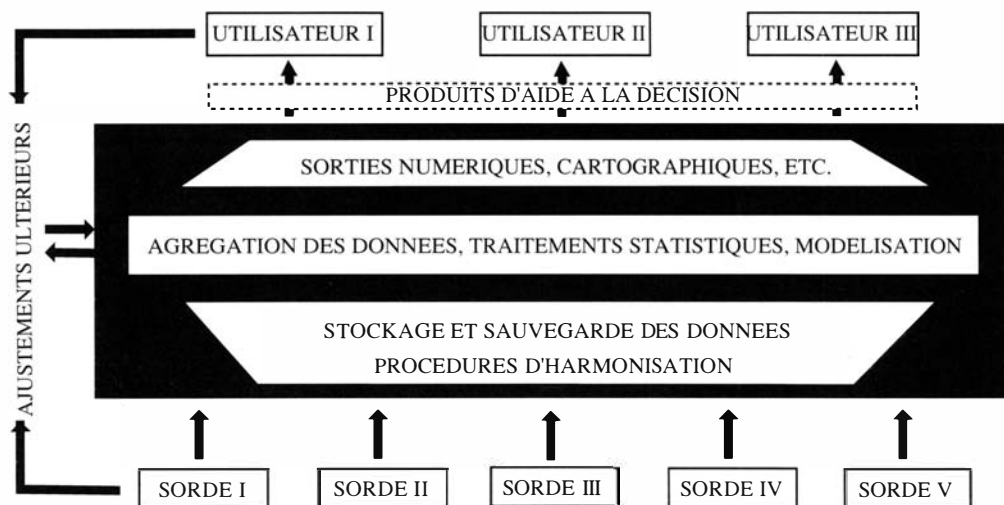 UTILISATEUR I
UTILISATEUR II
UTILISATEUR III
PRODUITS D'AIDE A LA DECISION
SORTIES NUMERIQUES, CARTOGRAPHIQUES, ETC.
AJUSTEMENTS ULTERIEURS
AGREGATION DES DONNEES, TRAITEMENTS STATISTIQUES, MODELISATION
STOCKAGE ET SAUVEGARDE DES DONNEES
PROCEDURES D'HARMONISATION
SORDE I
SORDE II
SORDE III
SORDE IV
SORDE V